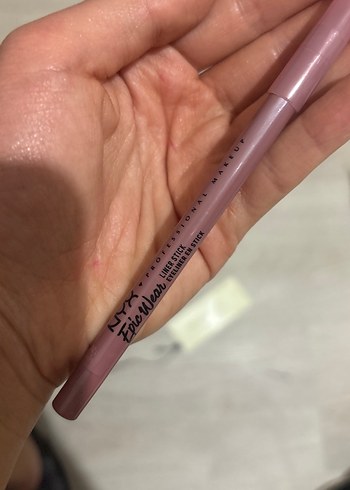 NYX PROFESSIONAL MAKEUP
Epic Wear LINER STICK
EYELINER EN STICK